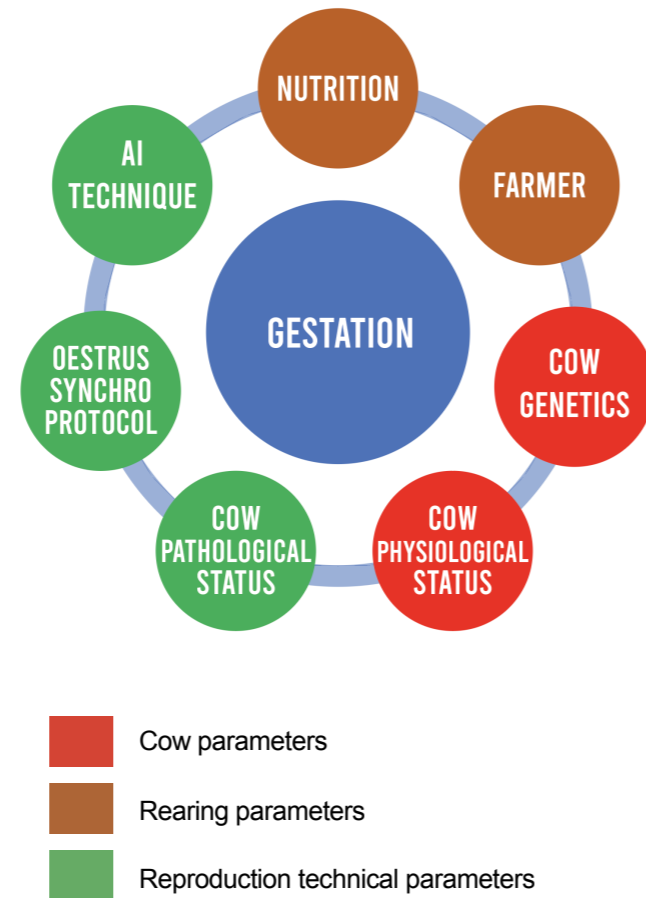 NUTRITION
FARMER
COW
GENETICS
COW
PHYSIOLOGICAL
STATUS
COW
PATHOLOGICAL
STATUS
OESTRUS
SYNCHRO
PROTOCOL
AI
TECHNIQUE
GESTATION
Cow parameters
Rearing parameters
Reproduction technical parameters